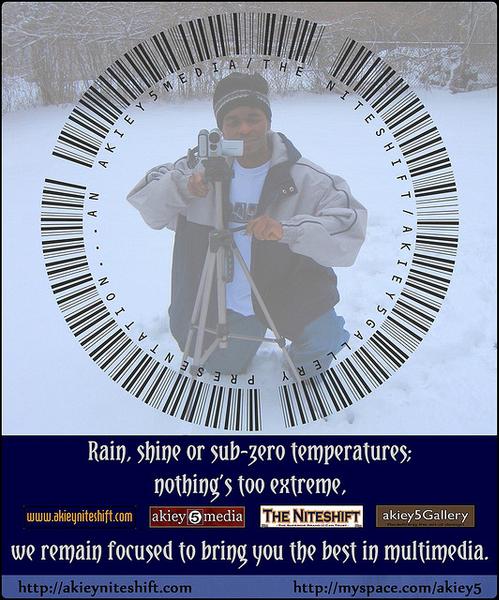 AN AKIEY5MEDIA/THE NITESHIFT/AKIEY5GALLERY PRESENTATION...
Rain, shine or sub-zero temperatures;
nothing's too extreme,
www.akieyniteshift.com akiey5media THE NITESHIFT akiey5Gallery
we remain focused to bring you the best in multimedia.
http://akieyniteshift.com http://myspace.com/akiey5